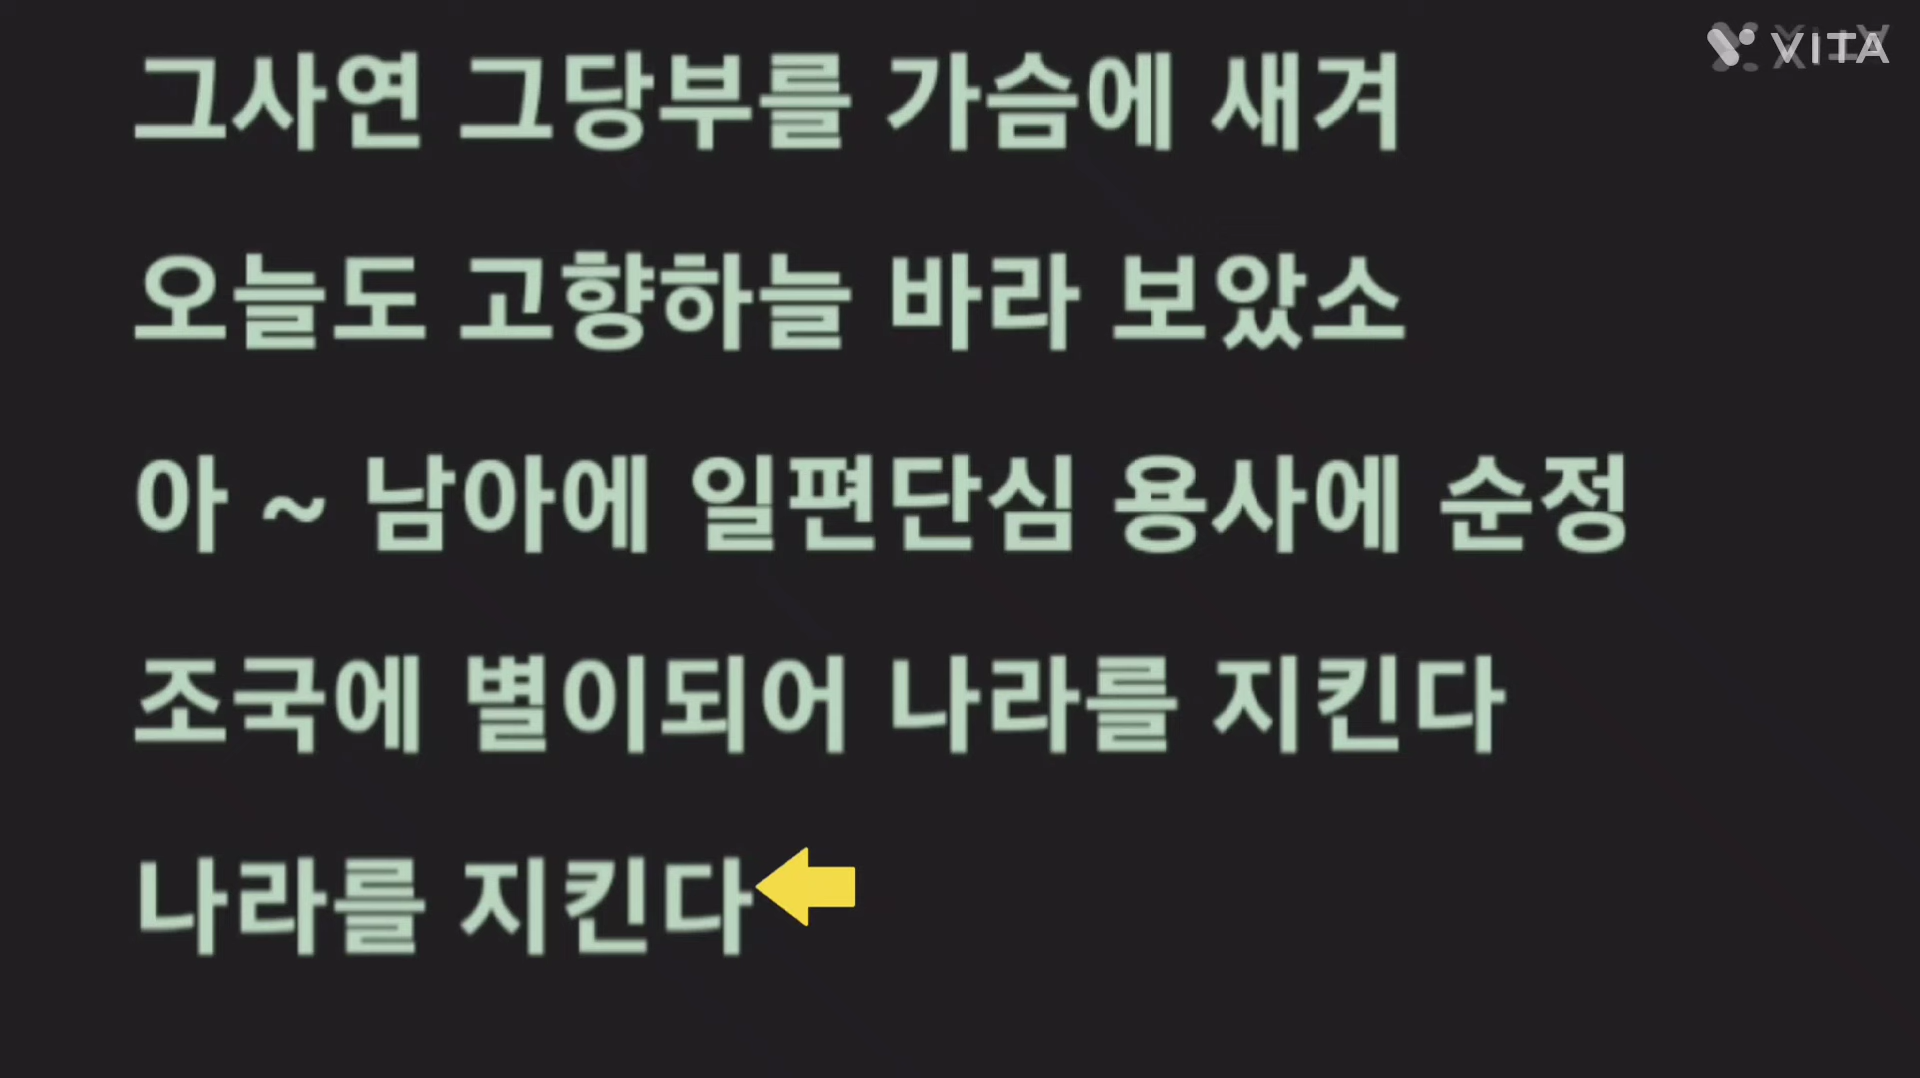 VITA
그사연 그당부를 가슴에 새겨
오늘도 고향하늘 바라 보았소
아 ~ 남아에 일편단심 용사에 순정
조국에 별이되어 나라를 지킨다
나라를 지킨다